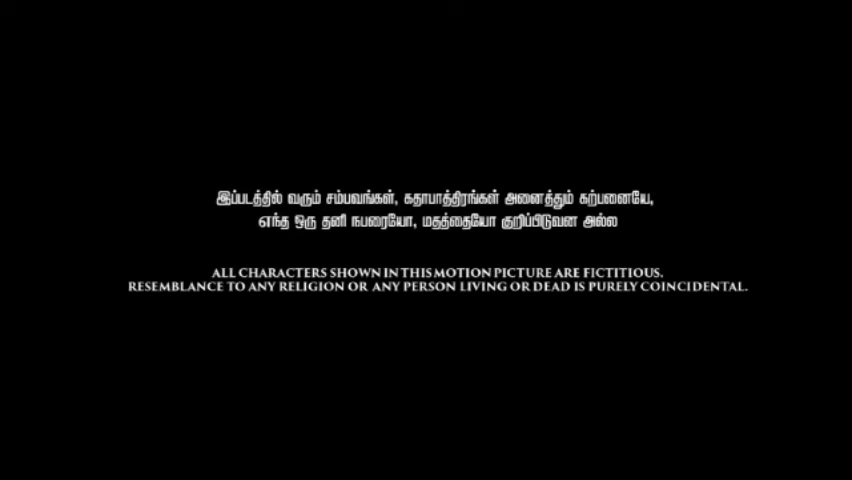 இப்படத்தில் வரும் சம்பவங்கள், கதாபாத்திரங்கள் அனைத்தும் கற்பனையே,
எந்த ஒரு தனி நபரையோ, மதத்தையோ குறிப்பிடுவன அல்ல
ALL CHARACTERS SHOWN IN THIS MOTION PICTURE ARE FICTITIOUS.
RESEMBLANCE TO ANY RELIGION OR ANY PERSON LIVING OR DEAD IS PURELY COINCIDENTAL.